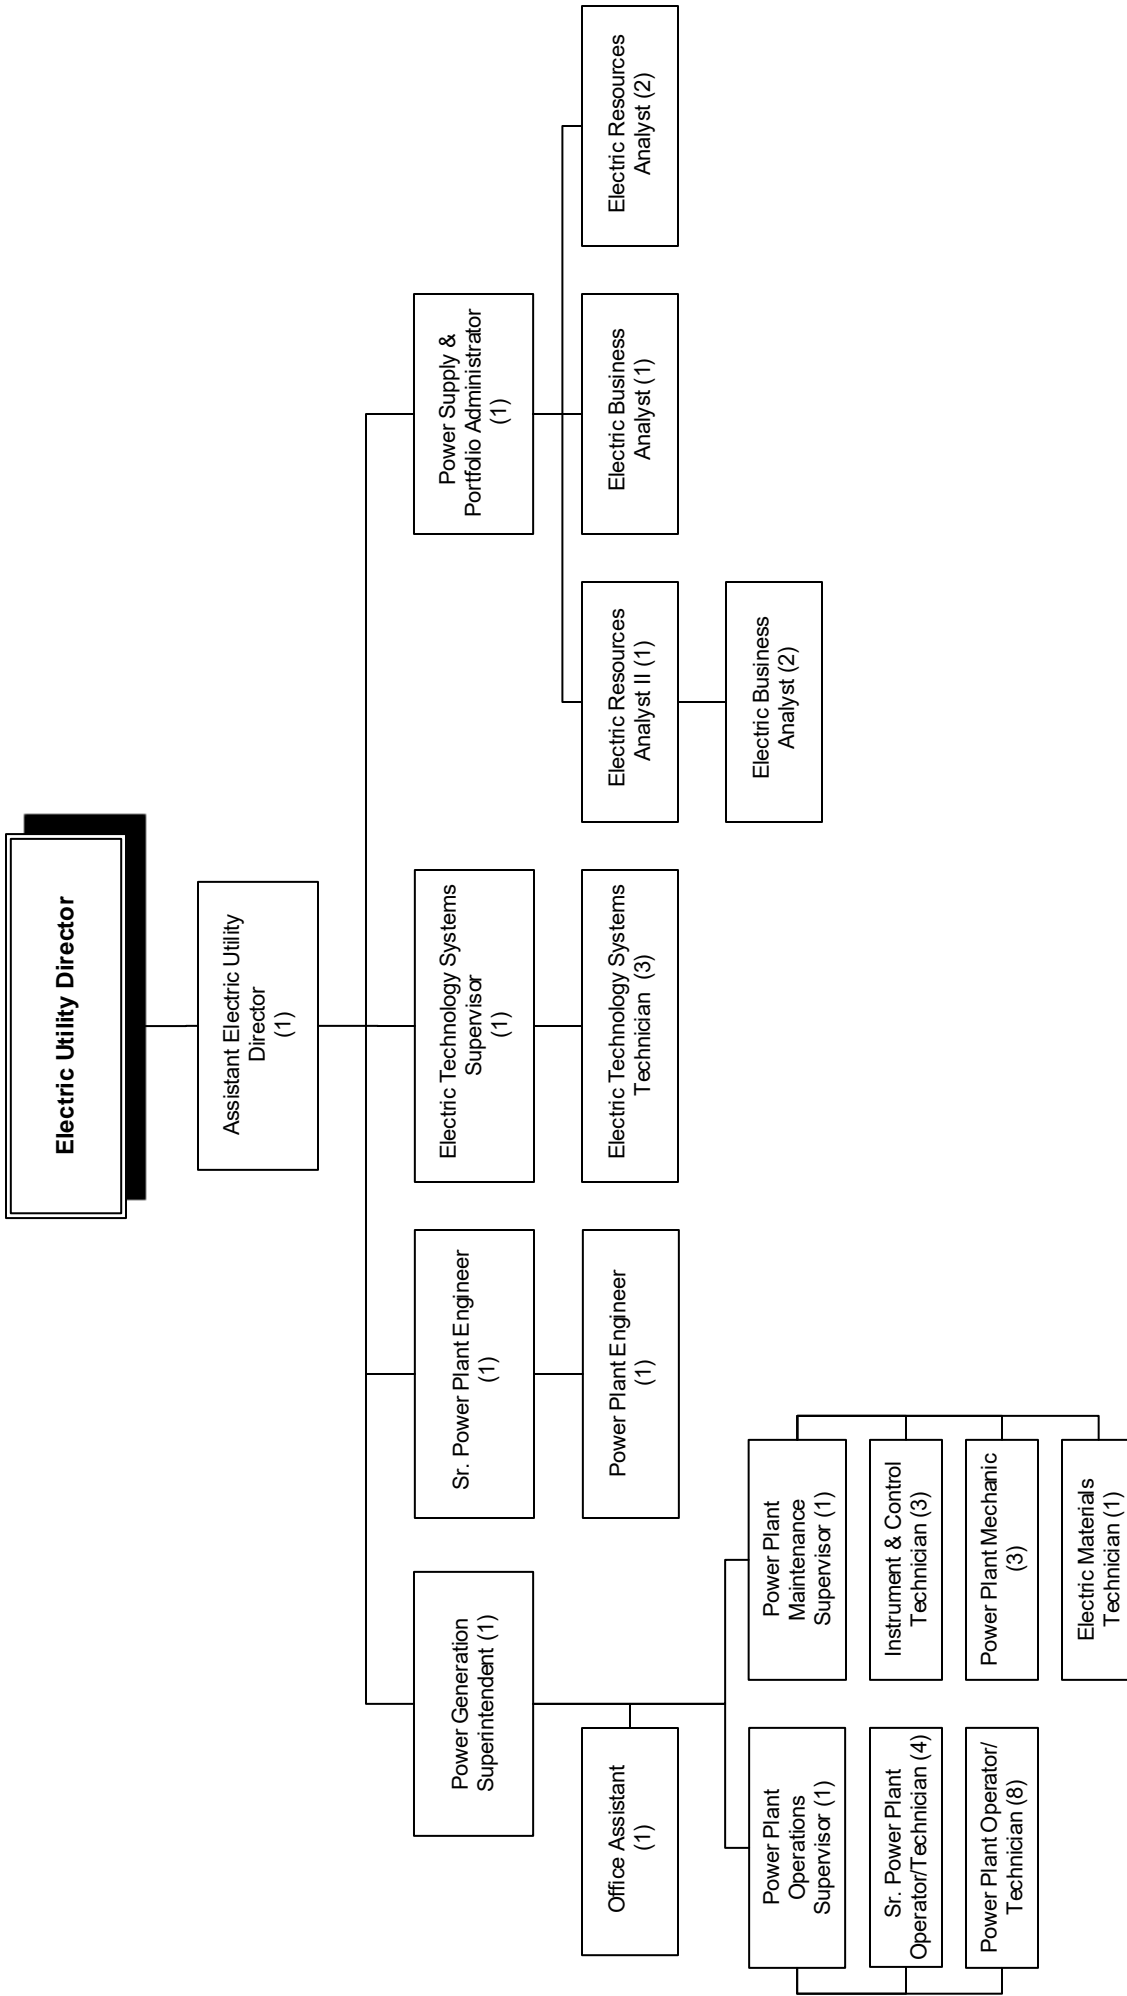 Electric Utility Director
Assistant Electric Utility
Director
(1)
Power Generation
Superintendent (1)
Sr. Power Plant Engineer
(1)
Electric Technology Systems
Supervisor
(1)
Power Supply &
Portfolio Administrator
(1)
Office Assistant
(1)
Power Plant Engineer
(1)
Electric Technology Systems
Technician (3)
Electric Resources
Analyst II (1)
Electric Business
Analyst (1)
Electric Resources
Analyst (2)
Power Plant
Operations
Supervisor (1)
Power Plant
Maintenance
Supervisor (1)
Electric Business
Analyst (2)
Sr. Power Plant
Operator/Technician (4)
Instrument & Control
Technician (3)
Power Plant Operator/
Technician (8)
Power Plant Mechanic
(3)
Electric Materials
Technician (1)